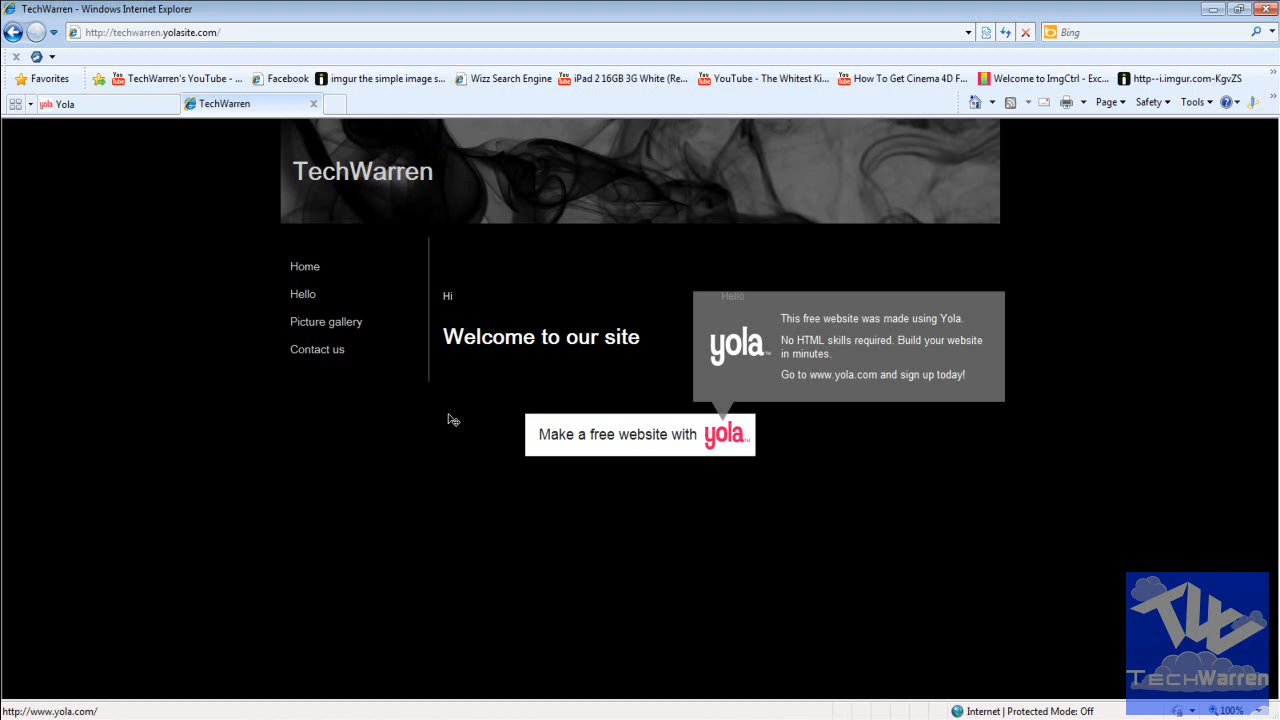 TechWarren - Windows Internet Explorer
http://techwarren.yolasite.com/
Bing
Favorites
TechWarren's YouTube - ...
Facebook
imgur the simple image s...
Wizz Search Engine
iPad 2 16GB 3G White (Re...
YouTube - The Whitest Ki...
How To Get Cinema 4D F...
Welcome to ImgCtrl - Exc...
http--i.imgur.com-KgvZS
yola Yola
TechWarren
Page
Safety
Tools
TechWarren
Home
Hello
Picture gallery
Contact us
Hi
Hello
Welcome to our site
yola™
This free website was made using Yola.
No HTML skills required. Build your website
in minutes.
Go to www.yola.com and sign up today!
Make a free website with yola™
TW
TechWarren
http://www.yola.com/
Internet | Protected Mode: Off
100%